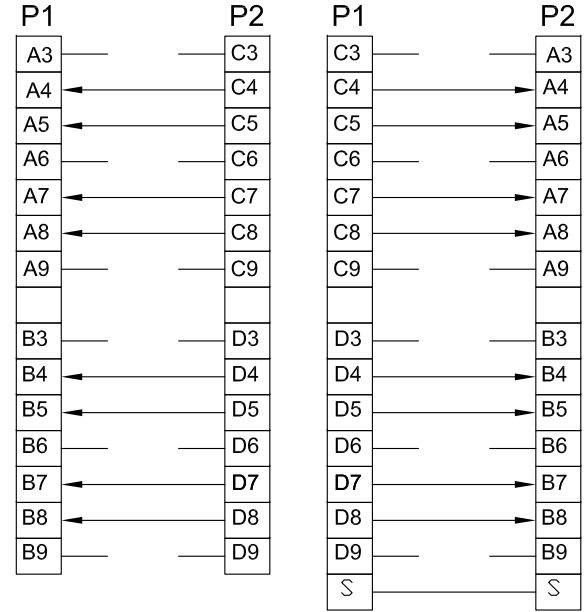 P1 P2 P1 P2
A3 C3 C3 A3
A4 C4 C4 A4
A5 C5 C5 A5
A6 C6 C6 A6
A7 C7 C7 A7
A8 C8 C8 A8
A9 C9 C9 A9
B3 D3 D3 B3
B4 D4 D4 B4
B5 D5 D5 B5
B6 D6 D6 B6
B7 D7 D7 B7
B8 D8 D8 B8
B9 D9 D9 B9
S S